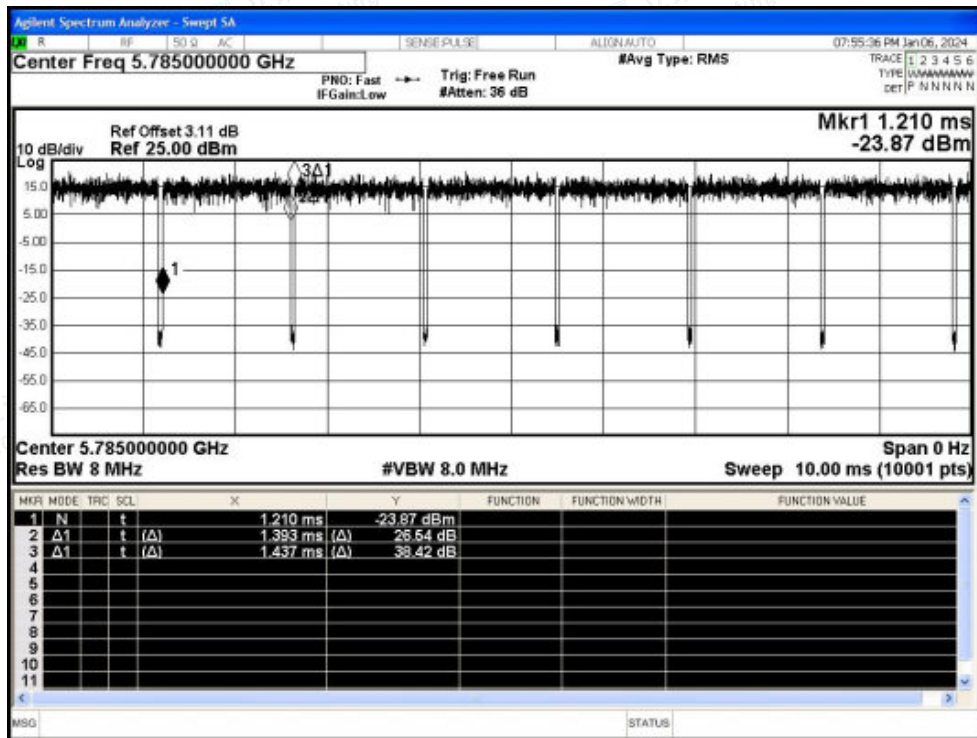 Agilent Spectrum Analyzer - Swept SA
R RF 50 Ω AC SENSE:PULSE ALIGN AUTO 07:55:36 PM Jan 06, 2024
Center Freq 5.785000000 GHz
PNO: Fast
IFGain:Low
Trig: Free Run
#Atten: 36 dB
#Avg Type: RMS
TRACE 1 2 3 4 5 6
TYPE
DET P N N N N N
Mkr1 1.210 ms
-23.87 dBm
Ref Offset 3.11 dB
10 dB/div Ref 25.00 dBm
Log
15.0
5.00
-5.00
-15.0
-25.0
-35.0
-45.0
-55.0
-65.0
3Δ1
1
Center 5.785000000 GHz Span 0 Hz
Res BW 8 MHz #VBW 8.0 MHz Sweep 10.00 ms (10001 pts)
MKR MODE TRC SCL X Y FUNCTION FUNCTION WIDTH FUNCTION VALUE
1 N t 1.210 ms -23.87 dBm
2 Δ1 t (Δ) 1.393 ms (Δ) 26.54 dB
3 Δ1 t (Δ) 1.437 ms (Δ) 38.42 dB
4
5
6
7
8
9
10
11
MSG STATUS